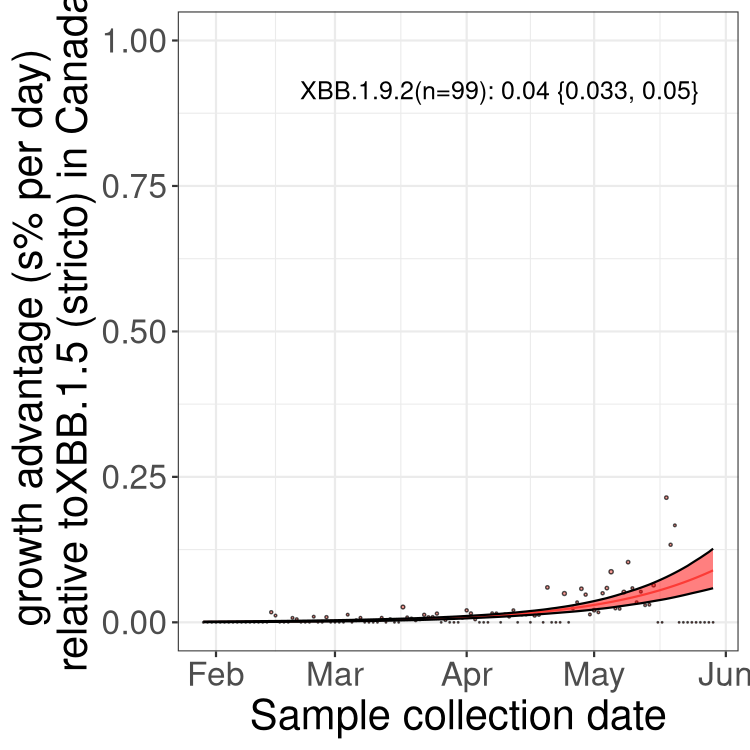 growth advantage (s% per day)
relative toXBB.1.5 (stricto) in Canada
1.00
XBB.1.9.2(n=99): 0.04 {0.033, 0.05}
0.75
0.50
0.25
0.00
Feb Mar Apr May Jun
Sample collection date